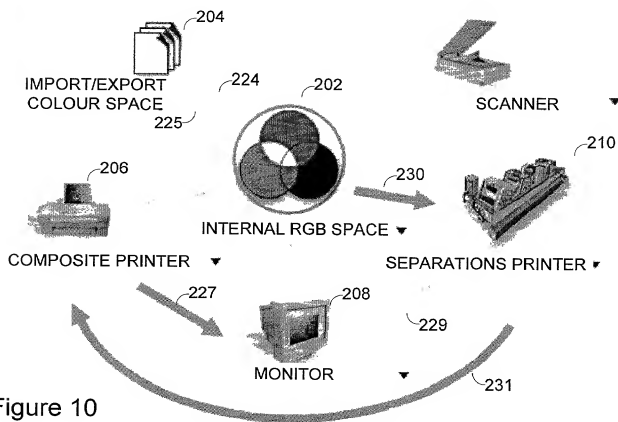 204
IMPORT/EXPORT
COLOUR SPACE
224
225
202
SCANNER
206
210
230
INTERNAL RGB SPACE
COMPOSITE PRINTER
SEPARATIONS PRINTER
227
208
229
MONITOR
231
Figure 10